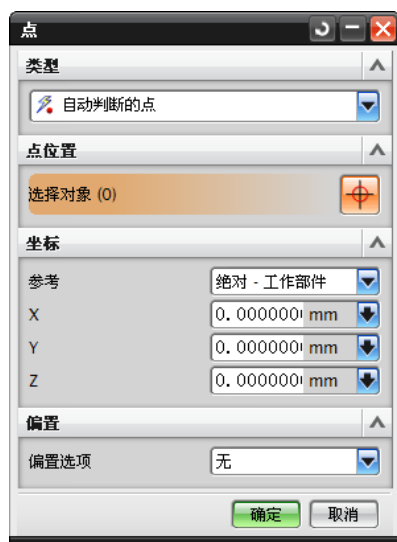 点
类型
自动判断的点
点位置
选择对象 (0)
坐标
参考 绝对 - 工作部件
X 0.000000 mm
Y 0.000000 mm
Z 0.000000 mm
偏置
偏置选项 无
确定 取消